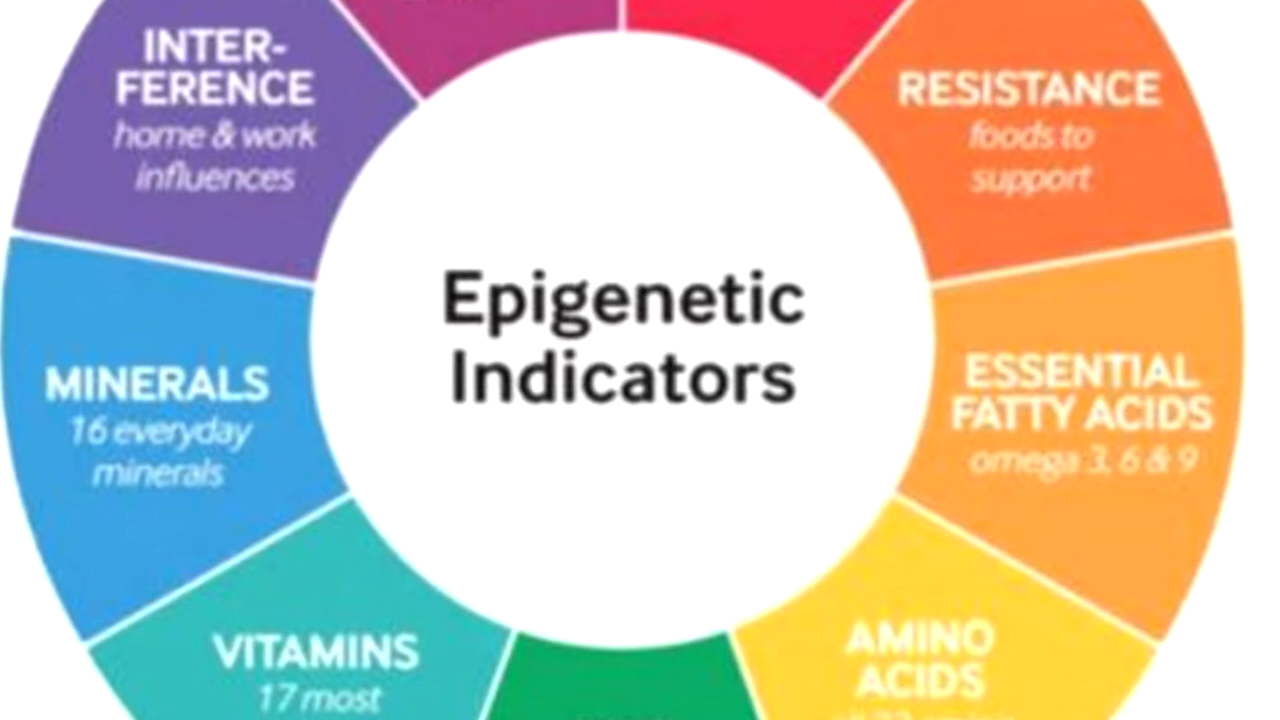 INTER-
FERENCE
home & work
influences
RESISTANCE
foods to
support
Epigenetic
Indicators
MINERALS
16 everyday
minerals
ESSENTIAL
FATTY ACIDS
omega 3, 6 & 9
VITAMINS
17 most
AMINO
ACIDS